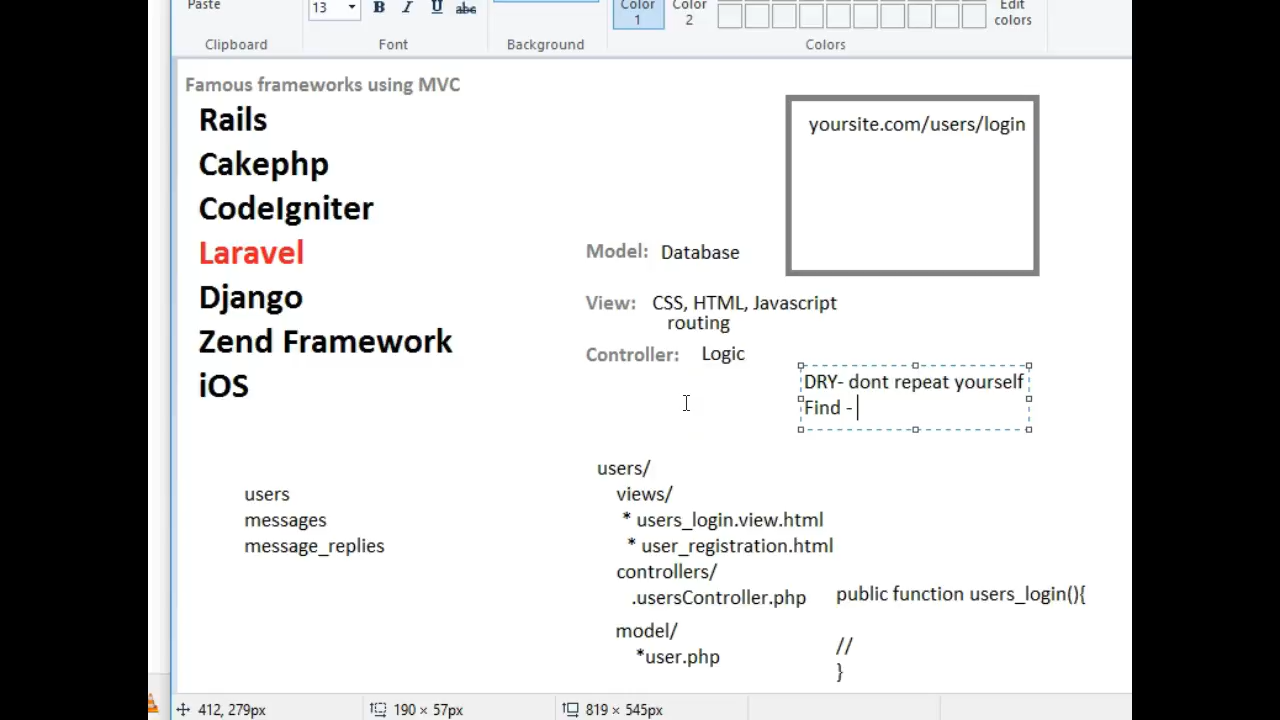 Paste
13
B I U abc
Color 1
Color 2
Edit colors
Clipboard
Font
Background
Colors
Famous frameworks using MVC
Rails
Cakephp
CodeIgniter
Laravel
Django
Zend Framework
iOS
yoursite.com/users/login
Model: Database
View: CSS, HTML, Javascript
routing
Controller: Logic
DRY- dont repeat yourself
Find -
users
messages
message_replies
users/
views/
* users_login.view.html
* user_registration.html
controllers/
.usersController.php
model/
*user.php
public function users_login(){
//
}
412, 279px
190 × 57px
819 × 545px